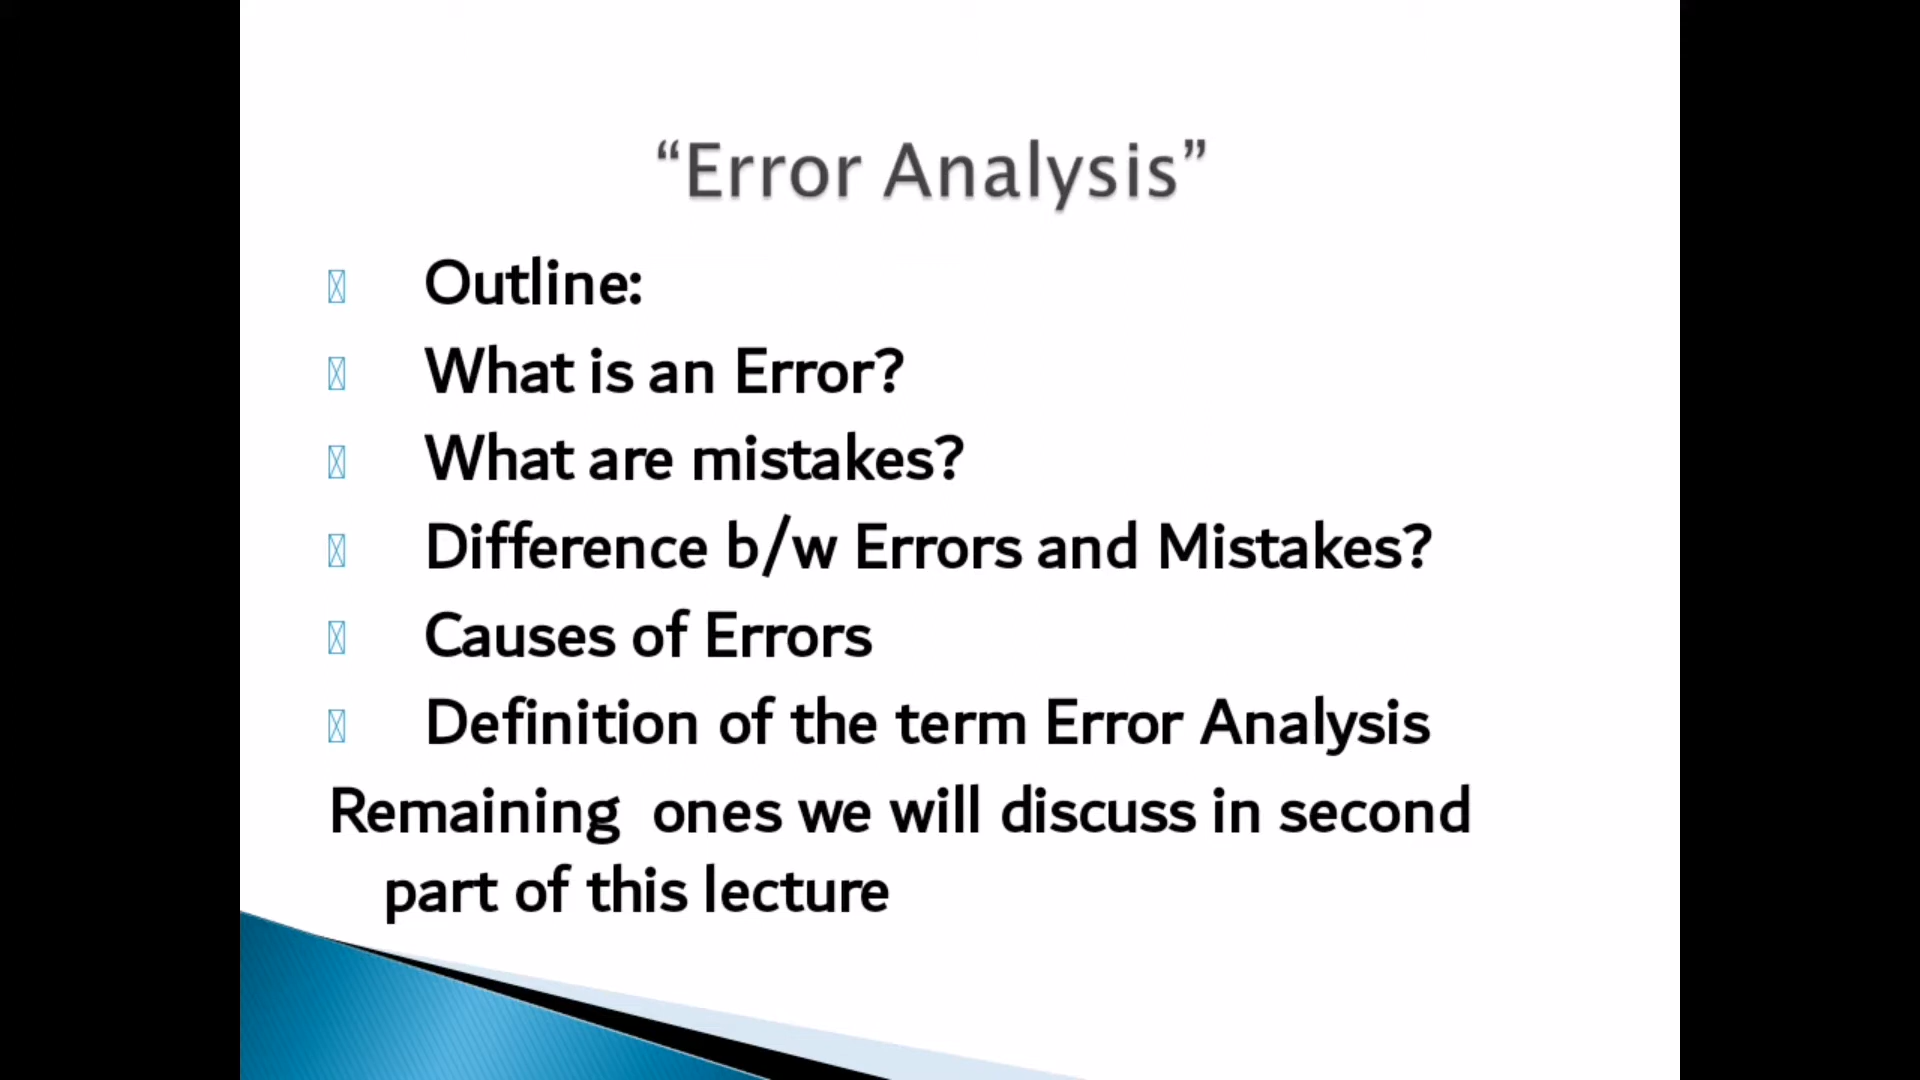 “Error Analysis”
Outline:
What is an Error?
What are mistakes?
Difference b/w Errors and Mistakes?
Causes of Errors
Definition of the term Error Analysis
Remaining  ones we will discuss in second
part of this lecture